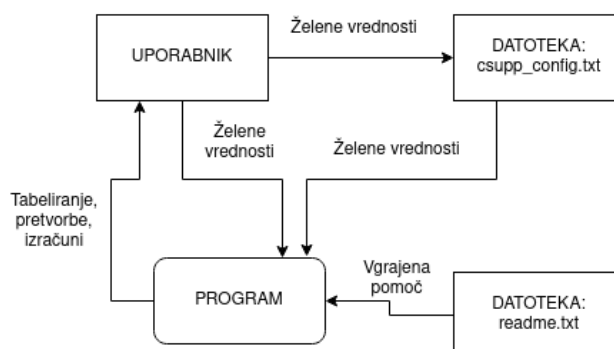 Želene vrednosti
UPORABNIK
DATOTEKA:
csupp_config.txt
Želene
vrednosti
Želene vrednosti
Tabeliranje,
pretvorbe,
izračuni
Vgrajena
pomoč
PROGRAM
DATOTEKA:
readme.txt